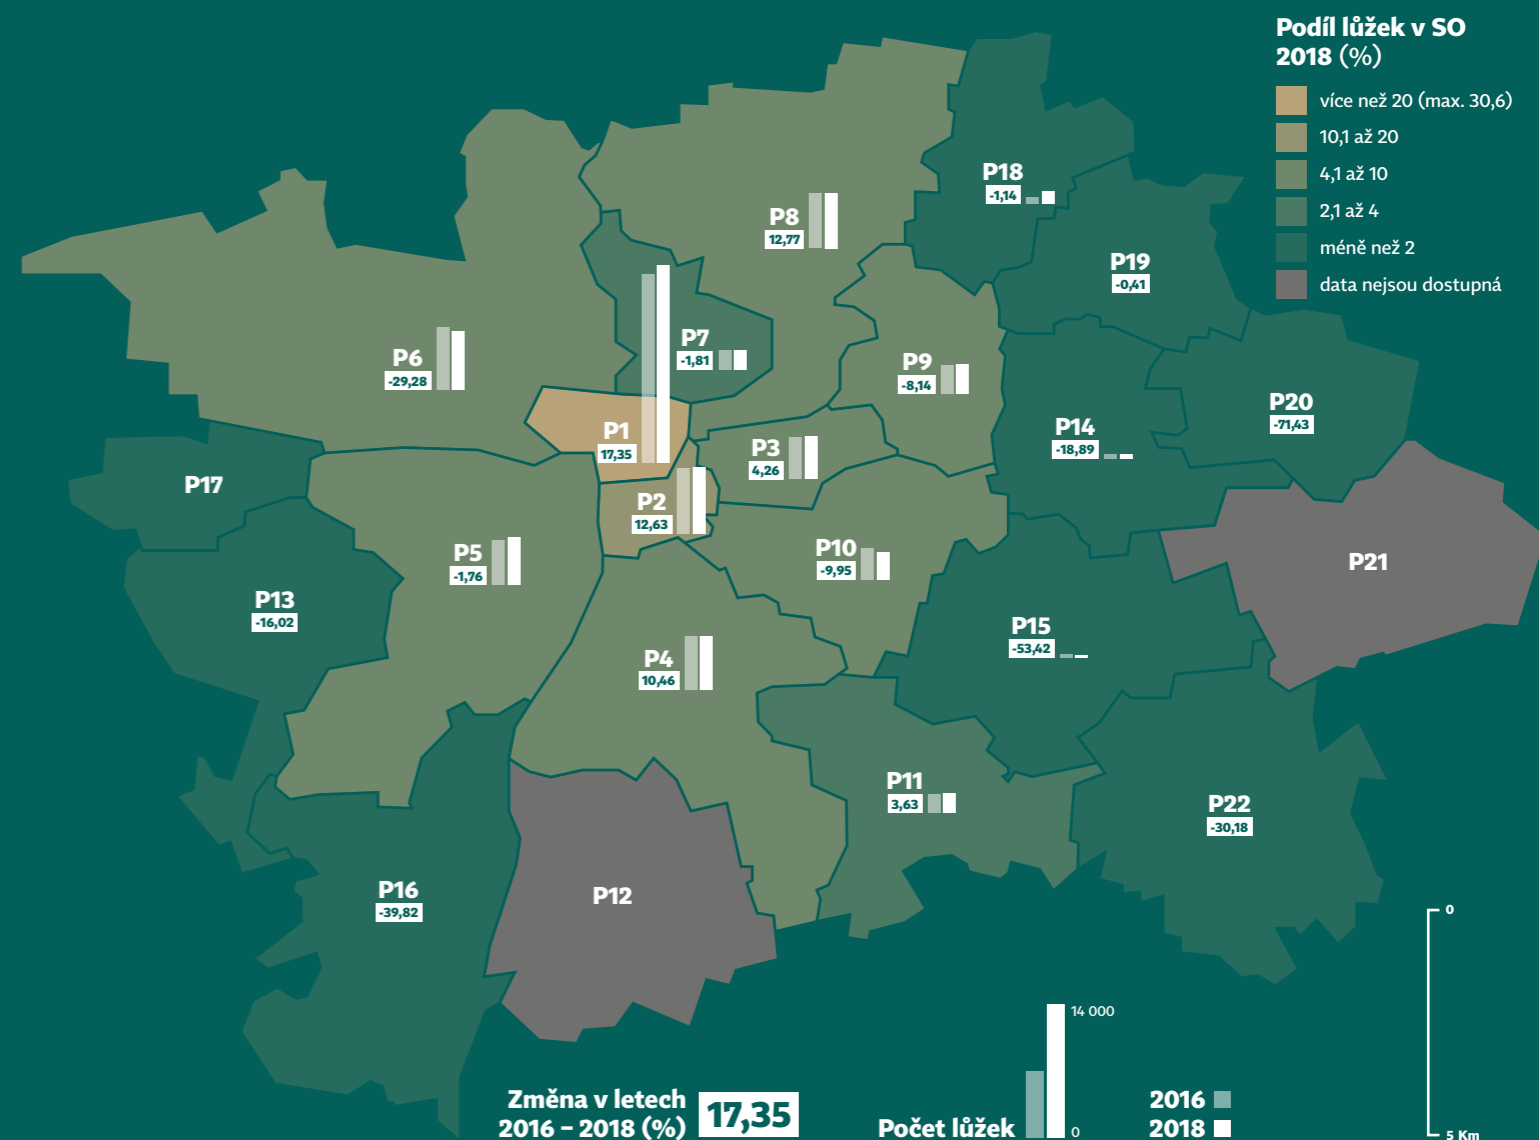 Podíl lůžek v SO
2018 (%)
více než 20 (max. 30,6)
10,1 až 20
4,1 až 10
2,1 až 4
méně než 2
data nejsou dostupná
P18
-1,14
P8
12,77
P19
-0,41
P7
-1,81
P6
-29,28
P9
-8,14
P20
-71,43
P14
-18,89
P1
17,35
P3
4,26
P17
P2
12,63
P5
-1,76
P10
-9,95
P21
P13
-16,02
P15
-53,42
P4
10,46
P11
3,63
P22
-30,18
P16
-39,82
P12
0
14 000
Změna v letech
2016 – 2018 (%)
17,35
Počet lůžek
0
2016
2018
5 Km